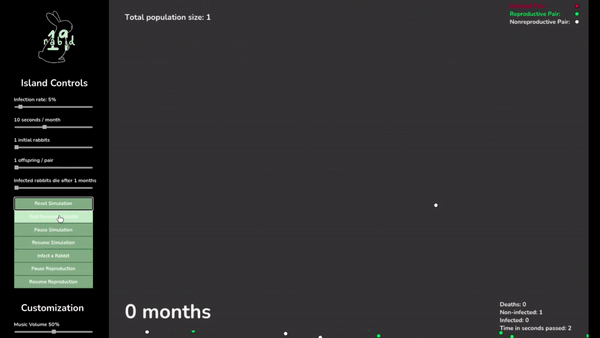 19
rabid
Total population size: 1
Reproductive Pair:
Nonreproductive Pair:
Island Controls
Infection rate: 5%
10 seconds / month
1 initial rabbits
1 offspring / pair
Infected rabbits die after 1 months
Reset Simulation
Pause Simulation
Resume Simulation
Infect a Rabbit
Pause Reproduction
Resume Reproduction
0 months
Deaths: 0
Non-infected: 1
Infected: 0
Time in seconds passed: 2
Customization
Music Volume 50%